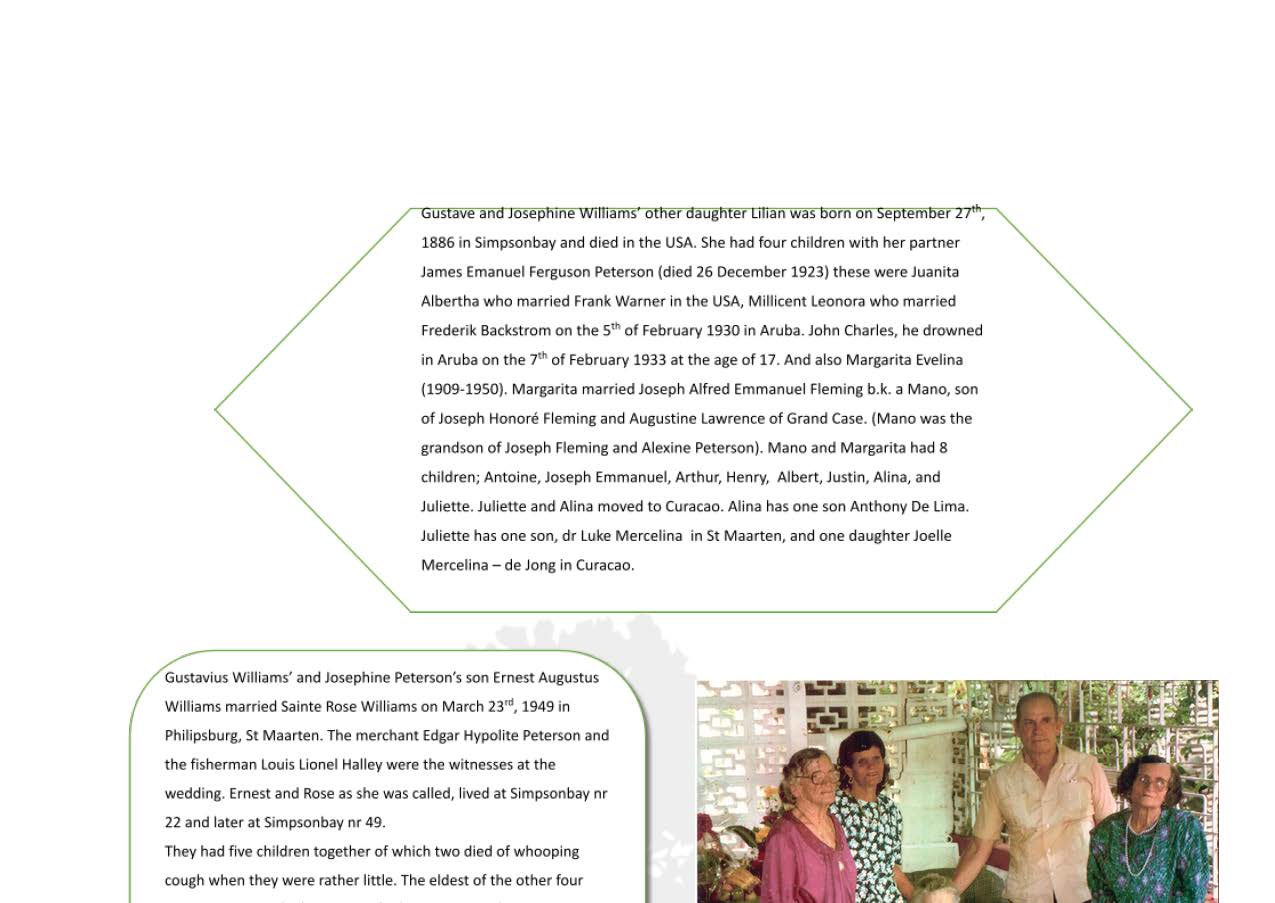 Gustave and Josephine Williams’ other daughter Lilian was born on September 27th,
1886 in Simpsonbay and died in the USA. She had four children with her partner
James Emanuel Ferguson Peterson (died 26 December 1923) these were Juanita
Albertha who married Frank Warner in the USA, Millicent Leonora who married
Frederik Backstrom on the 5th of February 1930 in Aruba. John Charles, he drowned
in Aruba on the 7th of February 1933 at the age of 17. And also Margarita Evelina
(1909-1950). Margarita married Joseph Alfred Emmanuel Fleming b.k. a Mano, son
of Joseph Honoré Fleming and Augustine Lawrence of Grand Case. (Mano was the
grandson of Joseph Fleming and Alexine Peterson). Mano and Margarita had 8
children; Antoine, Joseph Emmanuel, Arthur, Henry,  Albert, Justin, Alina, and
Juliette. Juliette and Alina moved to Curacao. Alina has one son Anthony De Lima.
Juliette has one son, dr Luke Mercelina  in St Maarten, and one daughter Joelle
Mercelina – de Jong in Curacao.
Gustavius Williams’ and Josephine Peterson’s son Ernest Augustus
Williams married Sainte Rose Williams on March 23rd, 1949 in
Philipsburg, St Maarten. The merchant Edgar Hypolite Peterson and
the fisherman Louis Lionel Halley were the witnesses at the
wedding. Ernest and Rose as she was called, lived at Simpsonbay nr
22 and later at Simpsonbay nr 49.
They had five children together of which two died of whooping
cough when they were rather little. The eldest of the other four